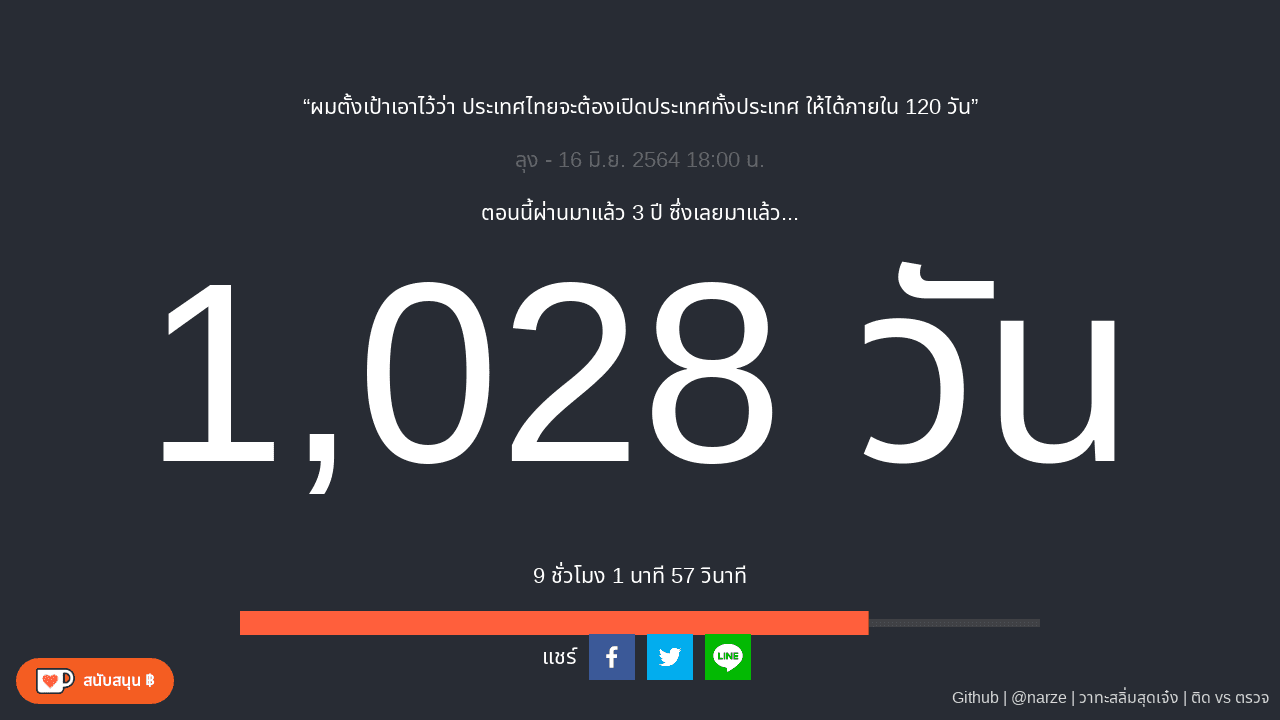 “ผมตั้งเป้าเอาไว้ว่า ประเทศไทยจะต้องเปิดประเทศทั้งประเทศ ให้ได้ภายใน 120 วัน”
ลุง - 16 มิ.ย. 2564 18:00 น.
ตอนนี้ผ่านมาแล้ว 3 ปี ซึ่งเลยมาแล้ว...
1,028 วัน
9 ชั่วโมง 1 นาที 57 วินาที
แชร์
LINE
สนับสนุน ฿
Github | @narze | วาทะสลิ่มสุดเจ๋ง | ติด vs ตรวจ